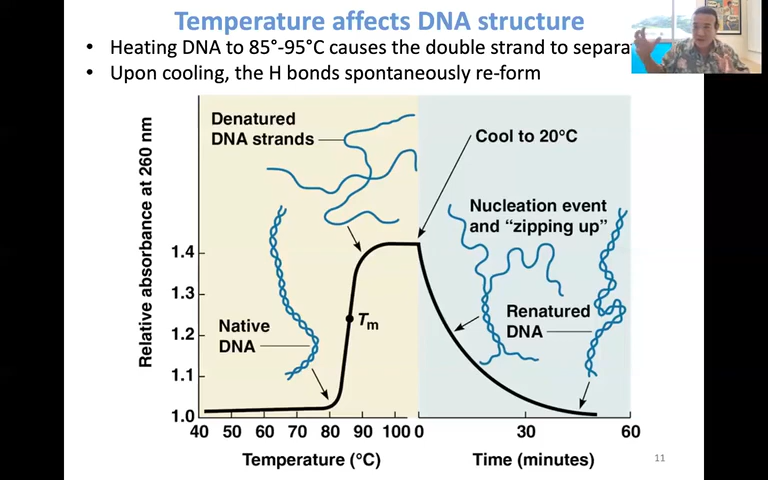 Temperature affects DNA structure
• Heating DNA to 85°-95°C causes the double strand to separa
• Upon cooling, the H bonds spontaneously re-form
Denatured
DNA strands
Cool to 20°C
Nucleation event
and “zipping up”
Native
DNA
Tm
Renatured
DNA
Relative absorbance at 260 nm
1.4
1.3
1.2
1.1
1.0
40 50 60 70 80 90 100 0 30 60
Temperature (°C)
Time (minutes)
11